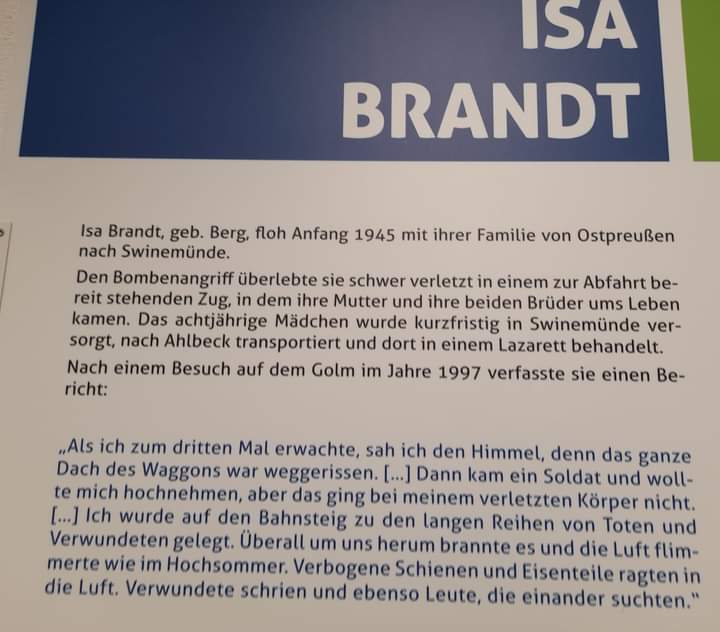 ISA
BRANDT
Isa Brandt, geb. Berg, floh Anfang 1945 mit ihrer Familie von Ostpreußen
nach Swinemünde.
Den Bombenangriff überlebte sie schwer verletzt in einem zur Abfahrt be-
reit stehenden Zug, in dem ihre Mutter und ihre beiden Brüder ums Leben
kamen. Das achtjährige Mädchen wurde kurzfristig in Swinemünde ver-
sorgt, nach Ahlbeck transportiert und dort in einem Lazarett behandelt.
Nach einem Besuch auf dem Golm im Jahre 1997 verfasste sie einen Be-
richt:
„Als ich zum dritten Mal erwachte, sah ich den Himmel, denn das ganze
Dach des Waggons war weggerissen. [...] Dann kam ein Soldat und woll-
te mich hochnehmen, aber das ging bei meinem verletzten Körper nicht.
[...] Ich wurde auf den Bahnsteig zu den langen Reihen von Toten und
Verwundeten gelegt. Überall um uns herum brannte es und die Luft flim-
merte wie im Hochsommer. Verbogene Schienen und Eisenteile ragten in
die Luft. Verwundete schrien und ebenso Leute, die einander suchten.“